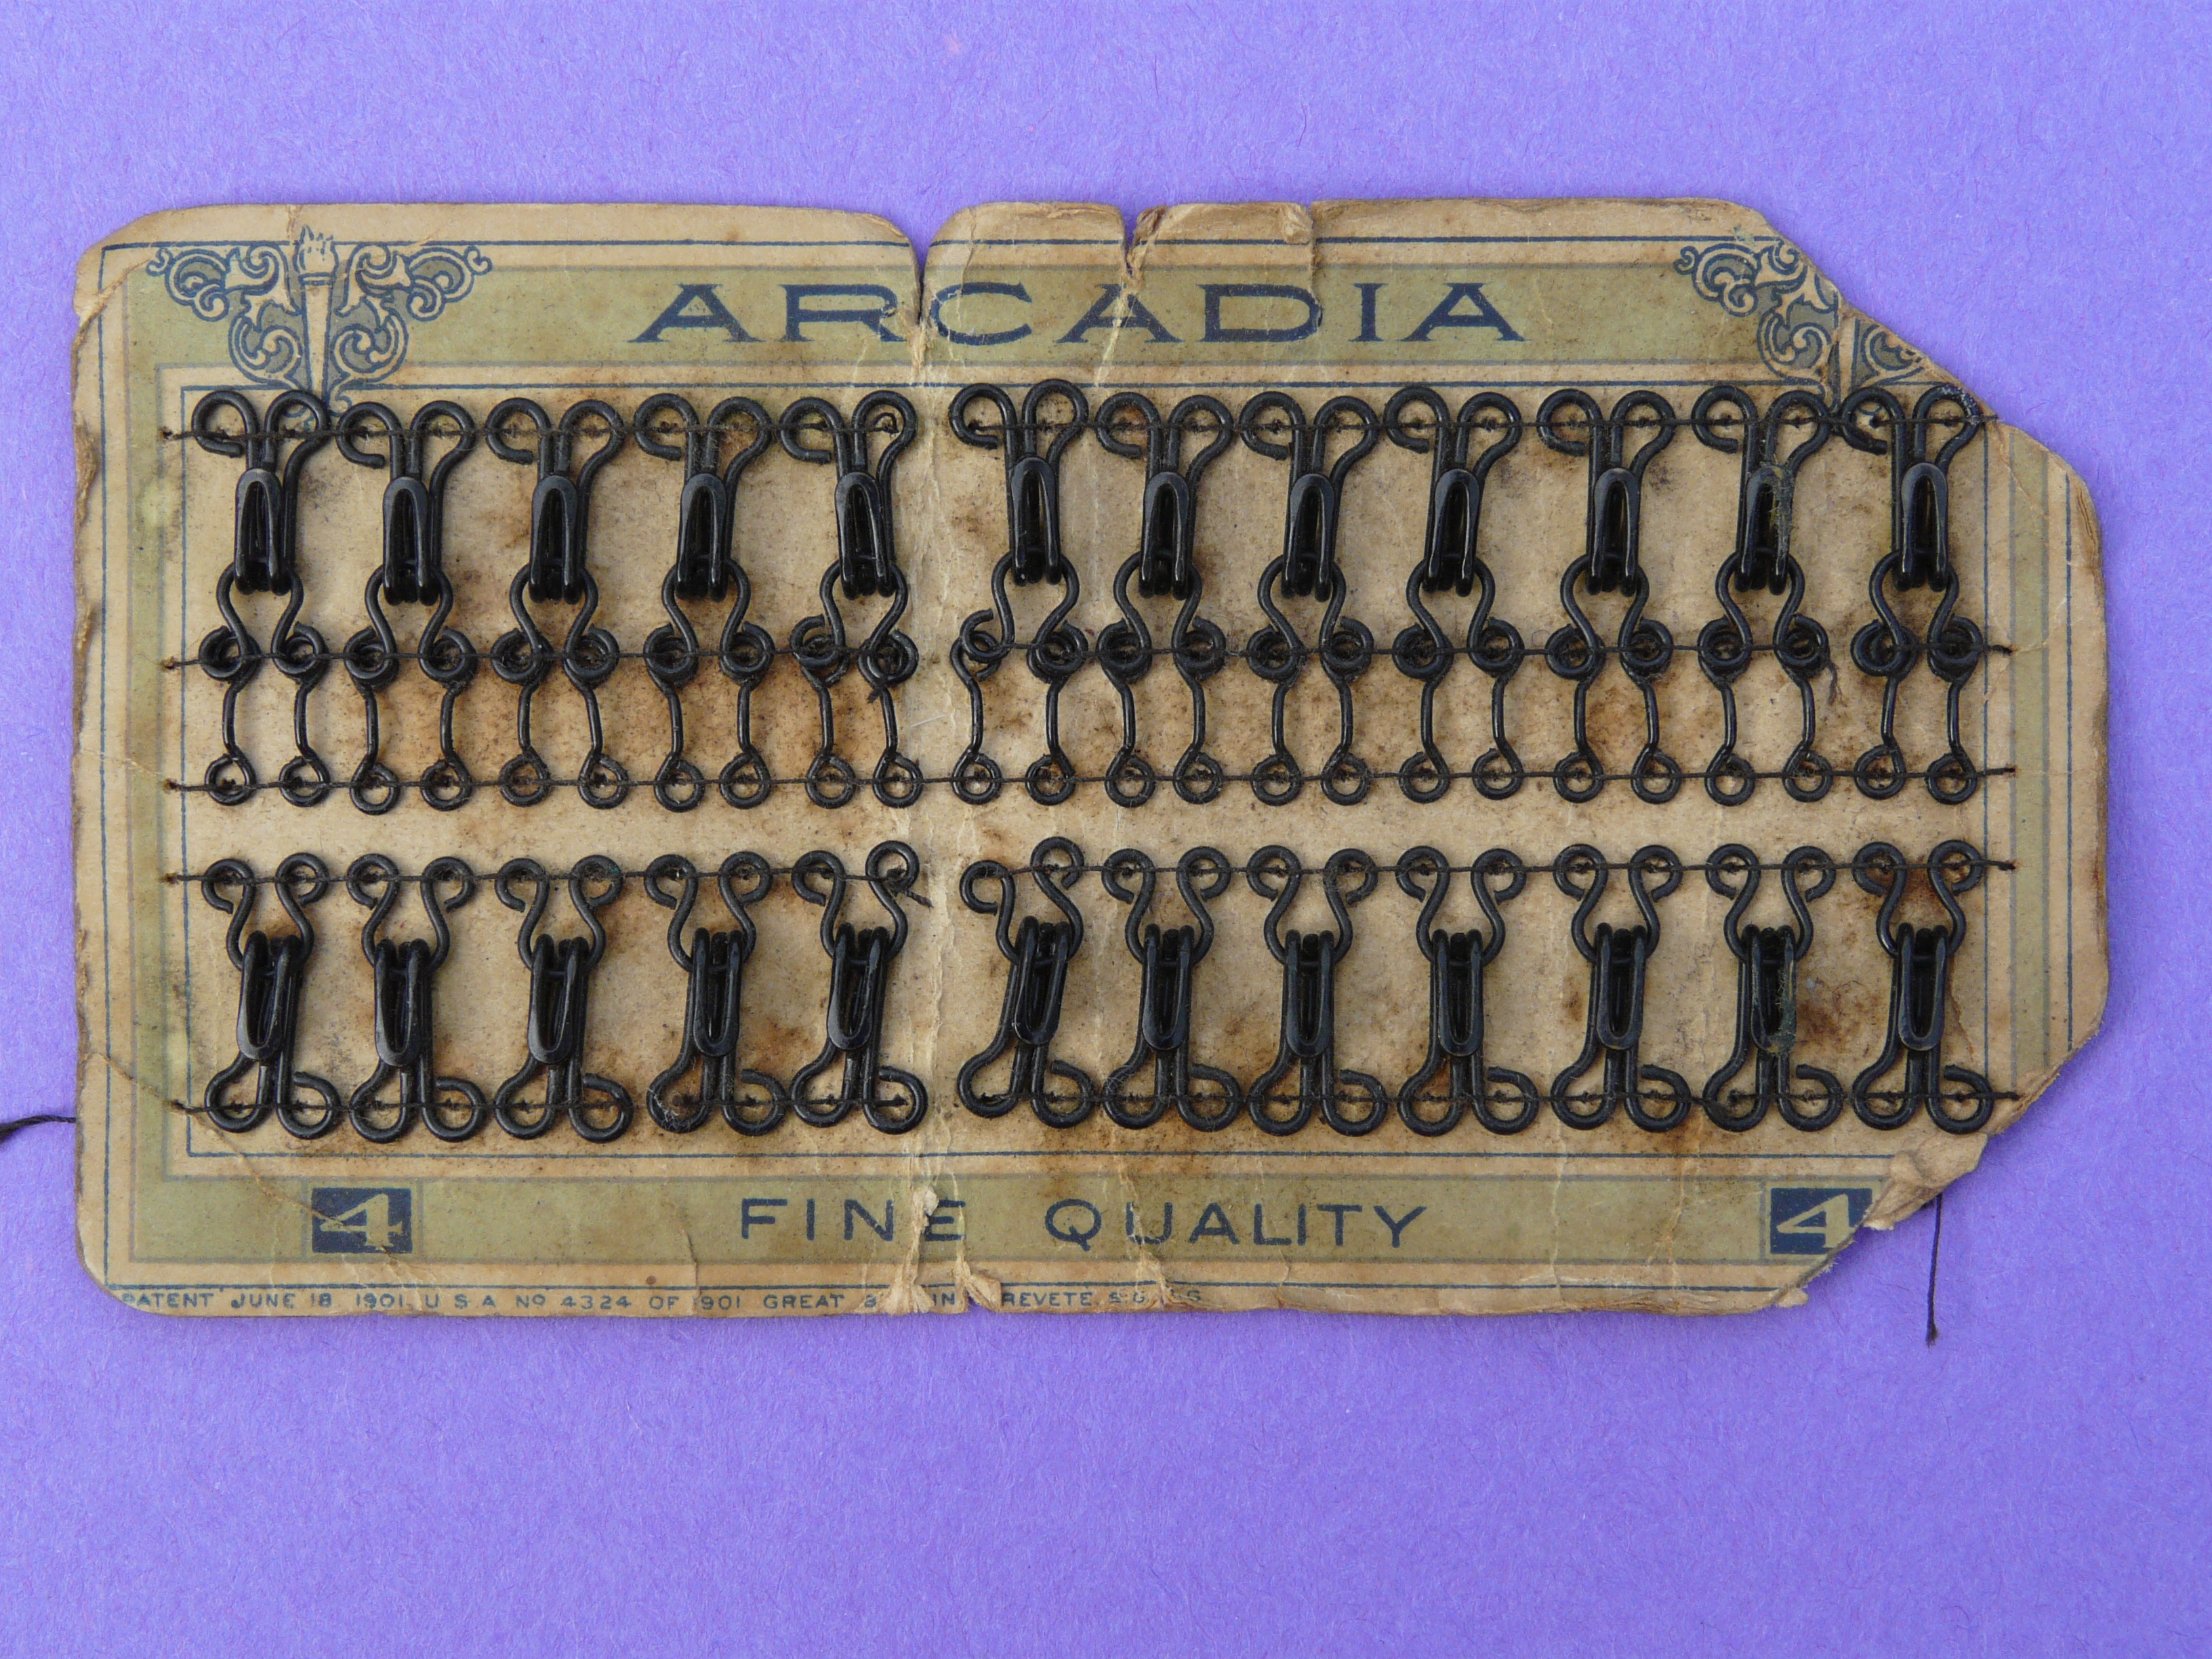 ARCADIA
4 FINE QUALITY 4
PATENT JUNE 18 1901 U S A No 4324 OF 1901 GREAT